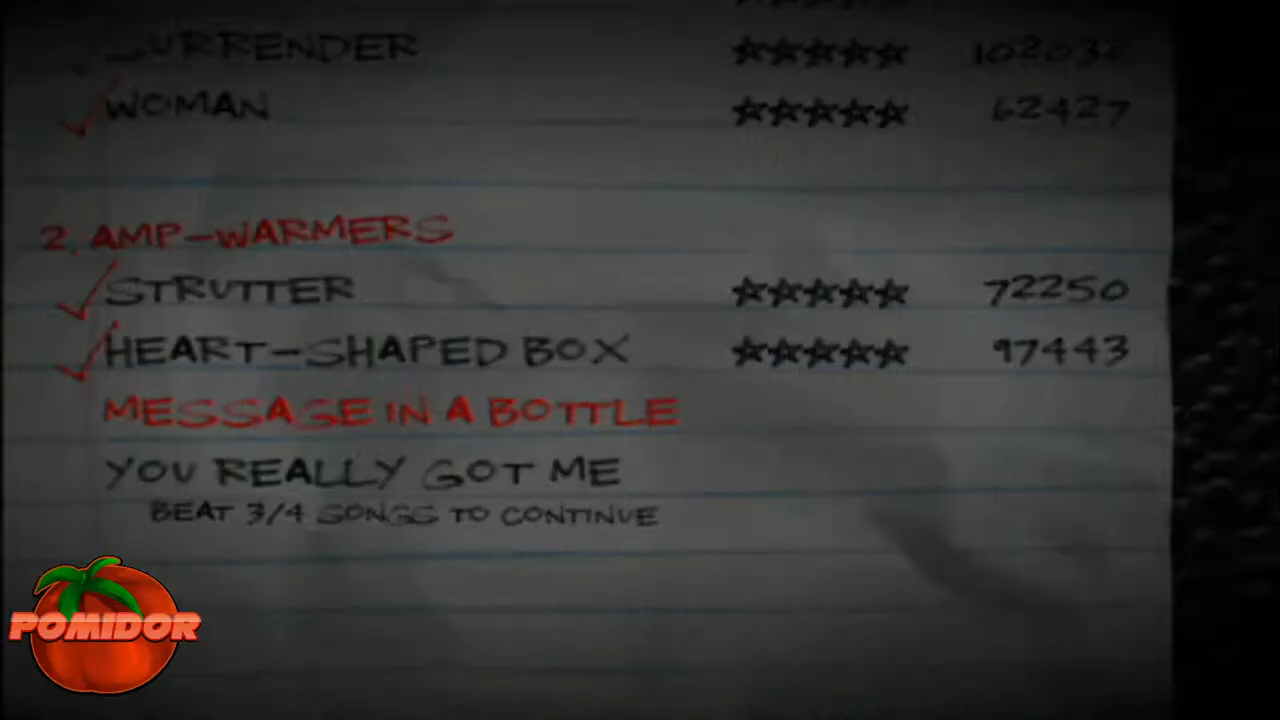 SURRENDER ★★★★★ 102032
WOMAN ★★★★★ 62427
2. AMP-WARMERS
STRUTTER ★★★★★ 72250
HEART-SHAPED BOX ★★★★★ 97443
MESSAGE IN A BOTTLE
YOU REALLY GOT ME
BEAT 3/4 SONGS TO CONTINUE
POMIDOR